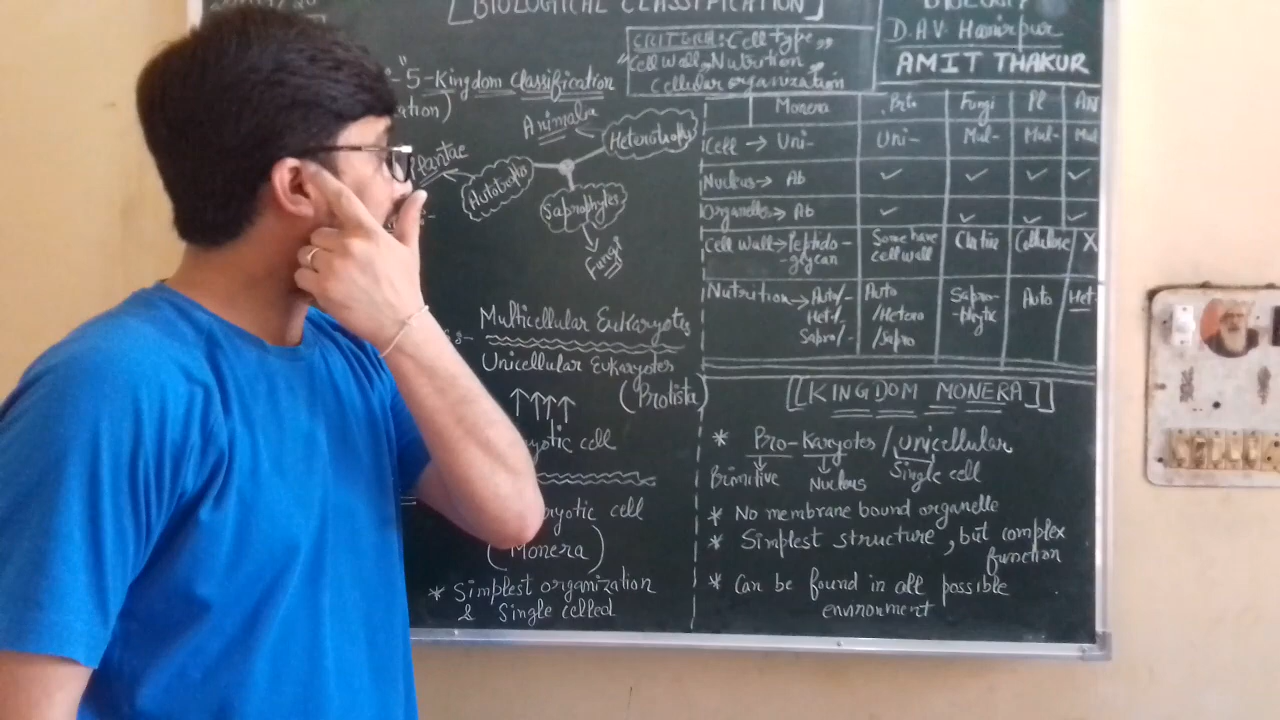 [BIOLOGICAL CLASSIFICATION]
BIOLOGY
D.A.V. Hamirpur
AMIT THAKUR
CRITERIA: Cell type,,
Cell Wall, Nutrition,
Cellular organization
"5-Kingdom Classification
ation)
Animalia
Heterotrophs
Plantae
Autotrophs
Saprophytes
Fungi
Multicellular Eukaryotes
Unicellular Eukaryotes
(Protista)
yotic cell
yotic cell
(Monera)
* Simplest organization
& Single celled
Monera Pro. Fungi Pl AN
Cell → Uni- Uni- Mul- Mul- Mul
Nucleus → Ab ✓ ✓ ✓ ✓
Organelles → Ab ✓ ✓ ✓ ✓
Cell Wall → Peptido- Some have Chitin Cellulose X
-glycan cell wall
Nutrition → Auto/- Auto Sapro- Auto Het-
Het-/- /Hetero -phytic
Sapro/- /Sapro
[[KINGDOM MONERA]]
* Pro-Karyotes / Unicellular
Primitive Nucleus Single cell
* No membrane bound organelle
* Simplest structure, but complex
function
* Can be found in all possible
environment